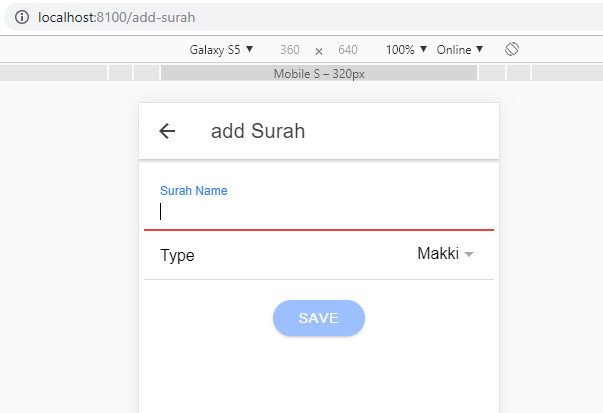 localhost:8100/add-surah
Galaxy S5 ▼ 360 × 640 100% ▼ Online ▼
Mobile S – 320px
add Surah
Surah Name
Type Makki
SAVE